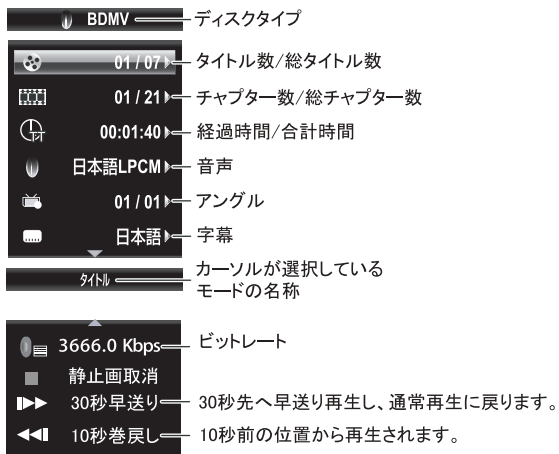 BDMV ディスクタイプ
01 / 07 タイトル数/総タイトル数
01 / 21 チャプター数/総チャプター数
00:01:40 経過時間/合計時間
日本語LPCM 音声
01 / 01 アングル
日本語 字幕
タイトル カーソルが選択している
モードの名称
3666.0 Kbps ビットレート
静止画取消
30秒早送り 30秒先へ早送り再生し、通常再生に戻ります。
10秒巻戻し 10秒前の位置から再生されます。